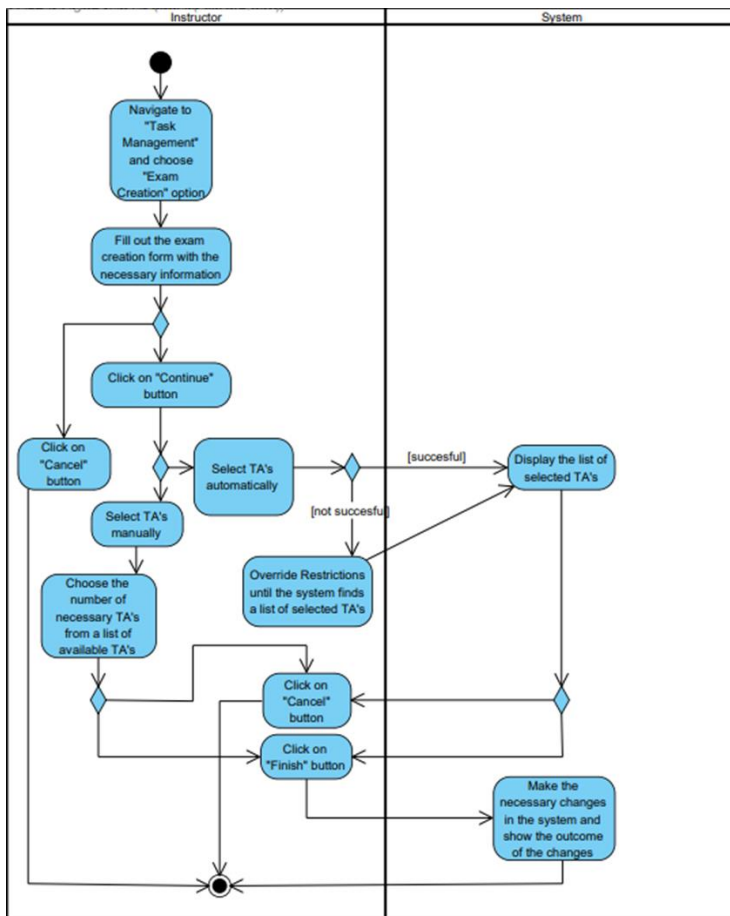 Instructor
System
Navigate to
"Task
Management"
and choose
"Exam
Creation" option
Fill out the exam
creation form with the
necessary information
Click on "Continue"
button
Click on
"Cancel"
button
Select TA's
automatically
[succesful]
Display the list of
selected TA's
[not succesful]
Select TA's
manually
Override Restrictions
until the system finds
a list of selected TA's
Choose the
number of
necessary TA's
from a list of
available TA's
Click on
"Cancel"
button
Click on
"Finish" button
Make the
necessary changes
in the system and
show the outcome
of the changes